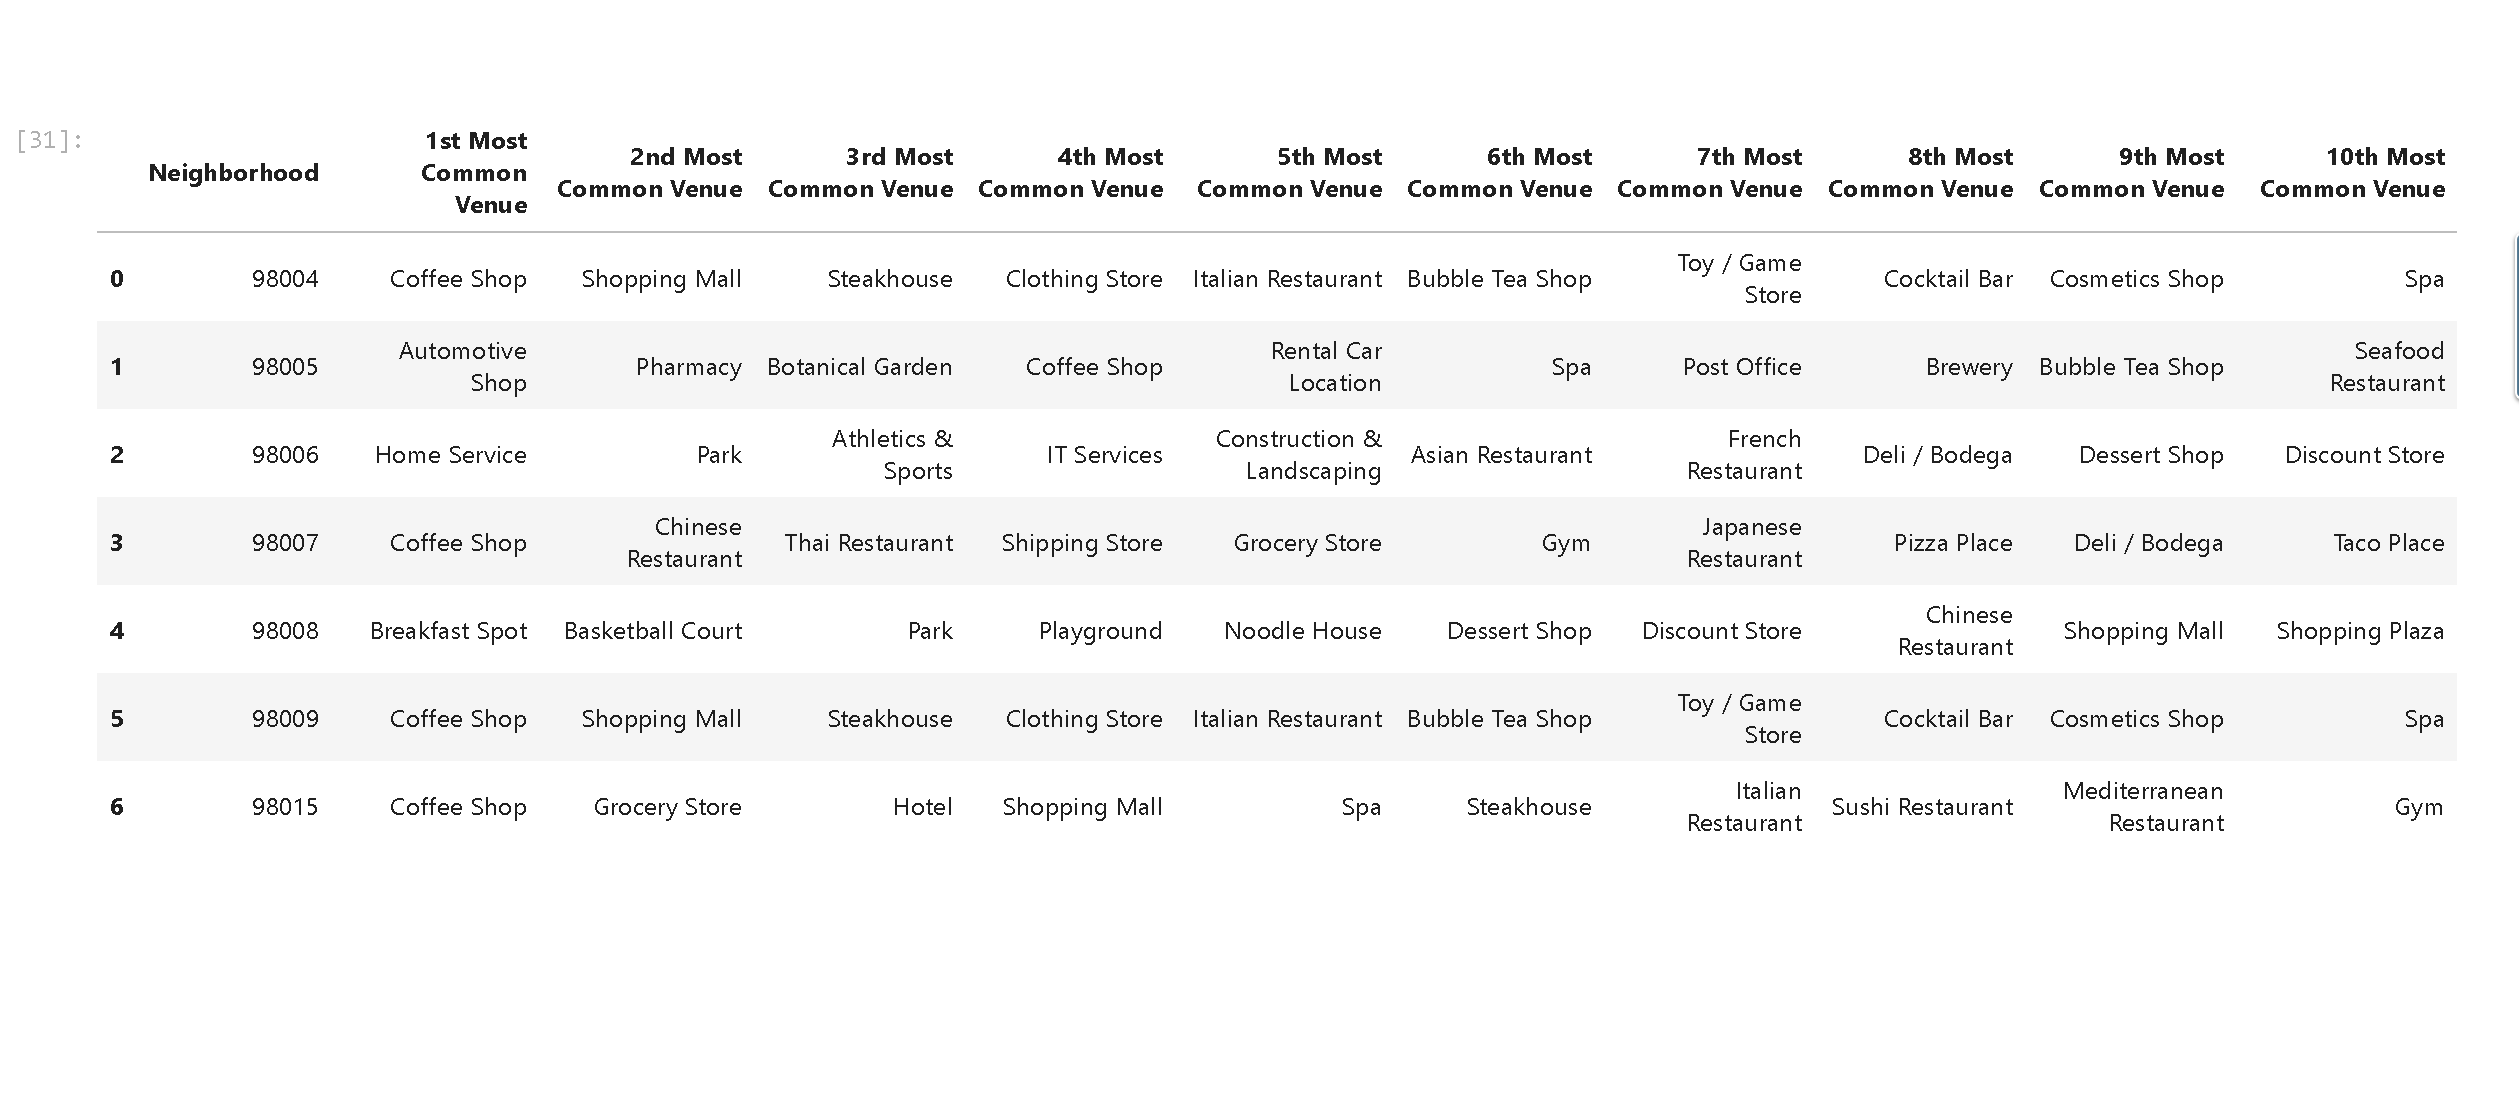 [31]:
Neighborhood 1st Most Common Venue 2nd Most Common Venue 3rd Most Common Venue 4th Most Common Venue 5th Most Common Venue 6th Most Common Venue 7th Most Common Venue 8th Most Common Venue 9th Most Common Venue 10th Most Common Venue
0 98004 Coffee Shop Shopping Mall Steakhouse Clothing Store Italian Restaurant Bubble Tea Shop Toy / Game Store Cocktail Bar Cosmetics Shop Spa
1 98005 Automotive Shop Pharmacy Botanical Garden Coffee Shop Rental Car Location Spa Post Office Brewery Bubble Tea Shop Seafood Restaurant
2 98006 Home Service Park Athletics & Sports IT Services Construction & Landscaping Asian Restaurant French Restaurant Deli / Bodega Dessert Shop Discount Store
3 98007 Coffee Shop Chinese Restaurant Thai Restaurant Shipping Store Grocery Store Gym Japanese Restaurant Pizza Place Deli / Bodega Taco Place
4 98008 Breakfast Spot Basketball Court Park Playground Noodle House Dessert Shop Discount Store Chinese Restaurant Shopping Mall Shopping Plaza
5 98009 Coffee Shop Shopping Mall Steakhouse Clothing Store Italian Restaurant Bubble Tea Shop Toy / Game Store Cocktail Bar Cosmetics Shop Spa
6 98015 Coffee Shop Grocery Store Hotel Shopping Mall Spa Steakhouse Italian Restaurant Sushi Restaurant Mediterranean Restaurant Gym